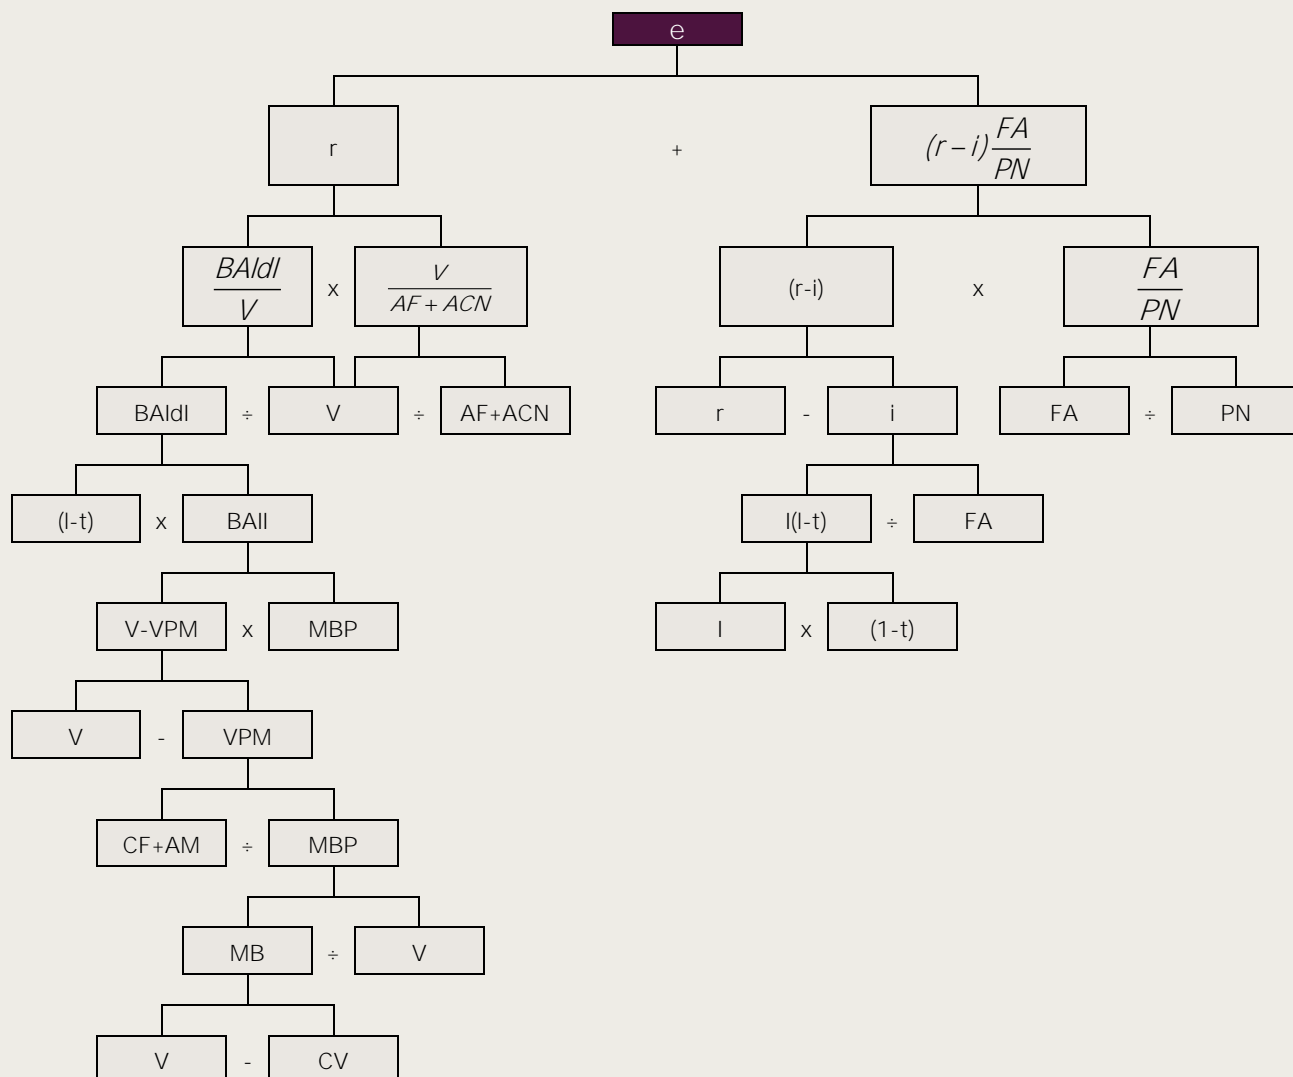 e
r
+
(r – i) FA/PN
BAIdI/V
x
V/AF + ACN
(r-i)
x
FA/PN
BAIdI
÷
V
÷
AF+ACN
r
-
i
FA
÷
PN
(I-t)
x
BAII
I(I-t)
÷
FA
V-VPM
x
MBP
I
x
(1-t)
V
-
VPM
CF+AM
÷
MBP
MB
÷
V
V
-
CV